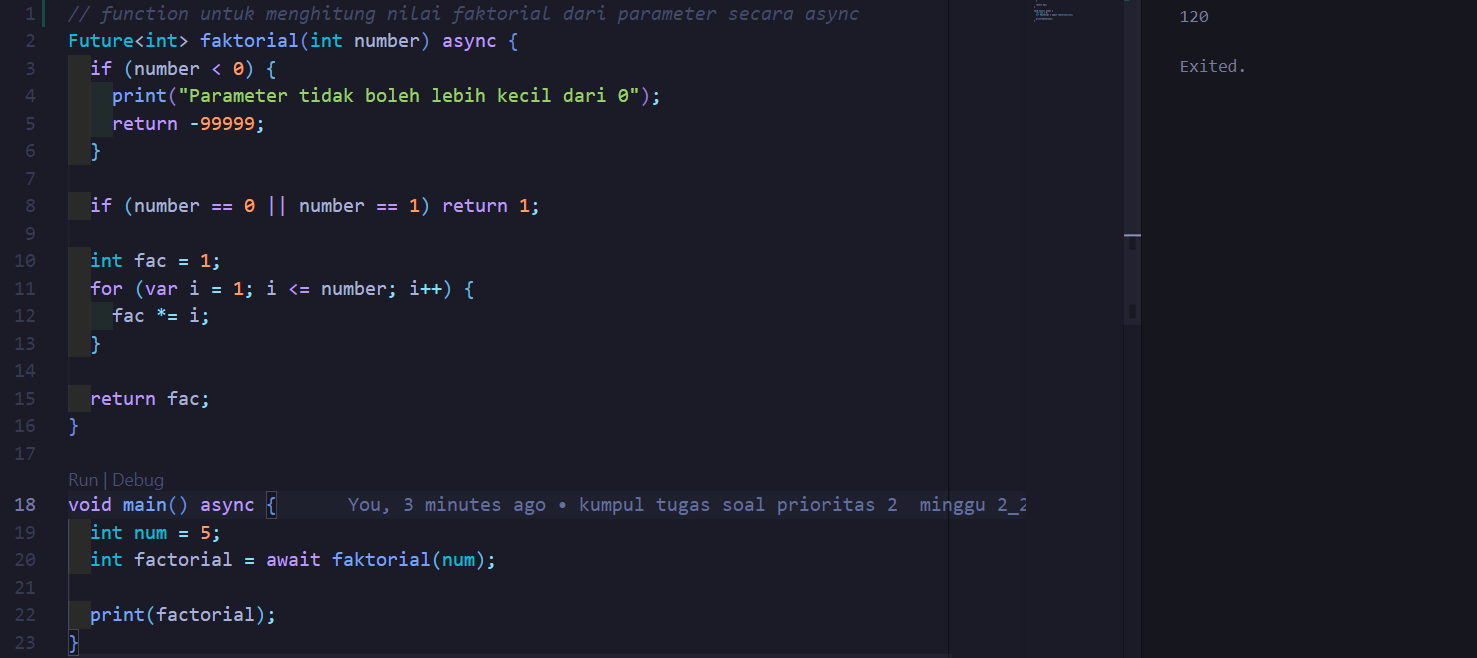 1 // function untuk menghitung nilai faktorial dari parameter secara async
2 Future<int> faktorial(int number) async {
3   if (number < 0) {
4     print("Parameter tidak boleh lebih kecil dari 0");
5     return -99999;
6   }
7
8   if (number == 0 || number == 1) return 1;
9
10   int fac = 1;
11   for (var i = 1; i <= number; i++) {
12     fac *= i;
13   }
14
15   return fac;
16 }
17
Run | Debug
18 void main() async {      You, 3 minutes ago • kumpul tugas soal prioritas 2  minggu 2_2
19   int num = 5;
20   int factorial = await faktorial(num);
21
22   print(factorial);
23 }
120
Exited.